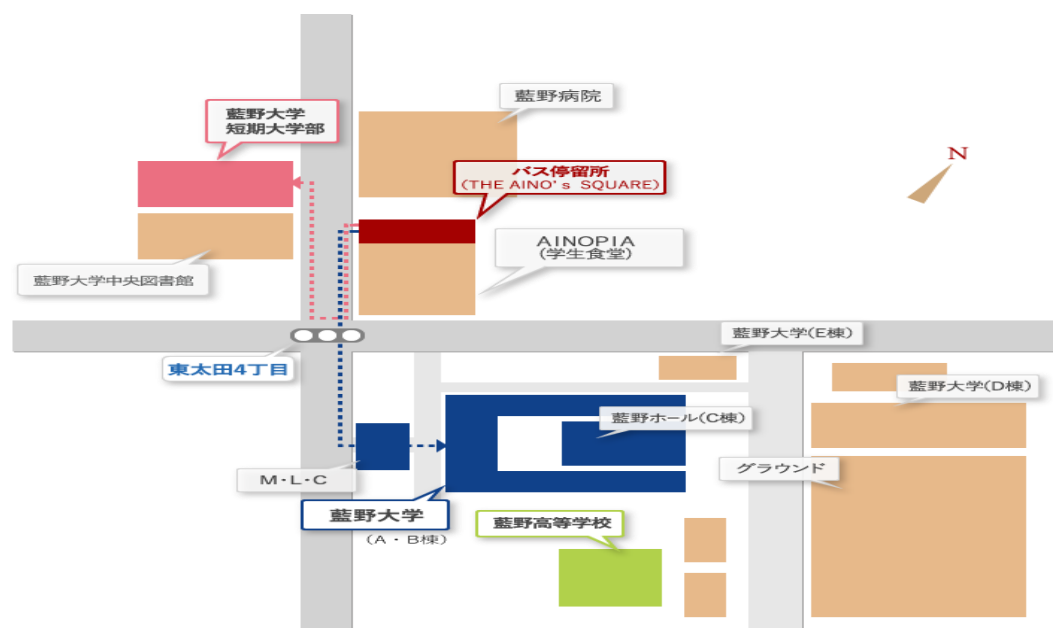 藍野病院
藍野大学
短期大学部
N
バス停留所
(THE AINO's SQUARE)
AINOPIA
(学生食堂)
藍野大学中央図書館
藍野大学(E棟)
東太田4丁目
藍野大学(D棟)
藍野ホール(C棟)
グラウンド
M・L・C
藍野大学
(A・B棟)
藍野高等学校